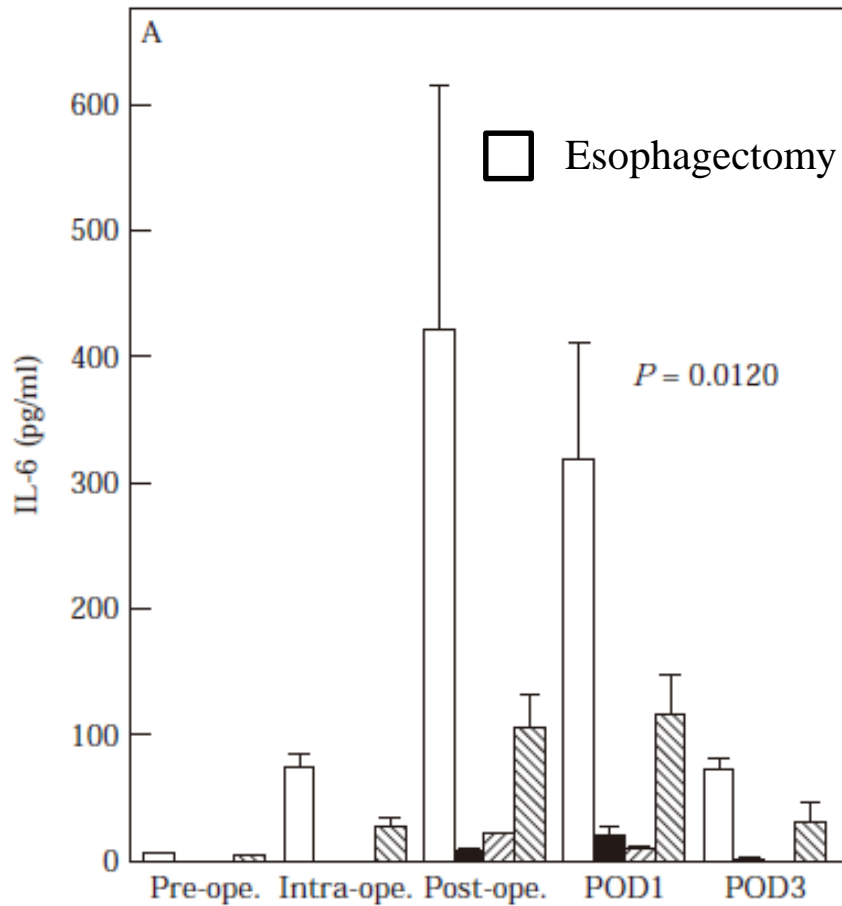 A
600
Esophagectomy
500
400
P = 0.0120
IL-6 (pg/ml)
300
200
100
0
Pre-ope. Intra-ope. Post-ope. POD1 POD3